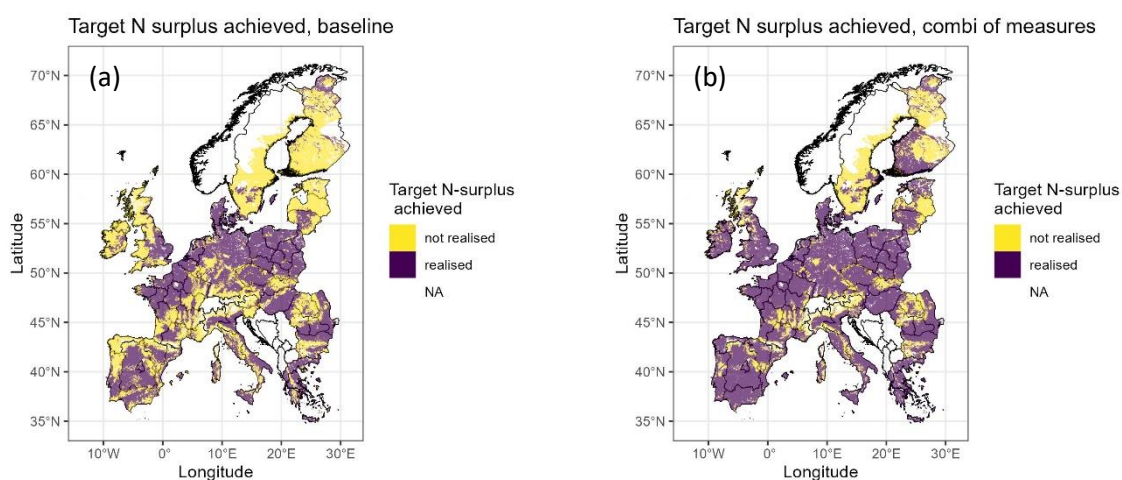 Target N surplus achieved, baseline
(a)
70°N
65°N
60°N
55°N
50°N
45°N
40°N
35°N
Latitude
10°W 0° 10°E 20°E 30°E
Longitude
Target N-surplus
achieved
not realised
realised
NA
Target N surplus achieved, combi of measures
(b)
70°N
65°N
60°N
55°N
50°N
45°N
40°N
35°N
Latitude
10°W 0° 10°E 20°E 30°E
Longitude
Target N-surplus
achieved
not realised
realised
NA